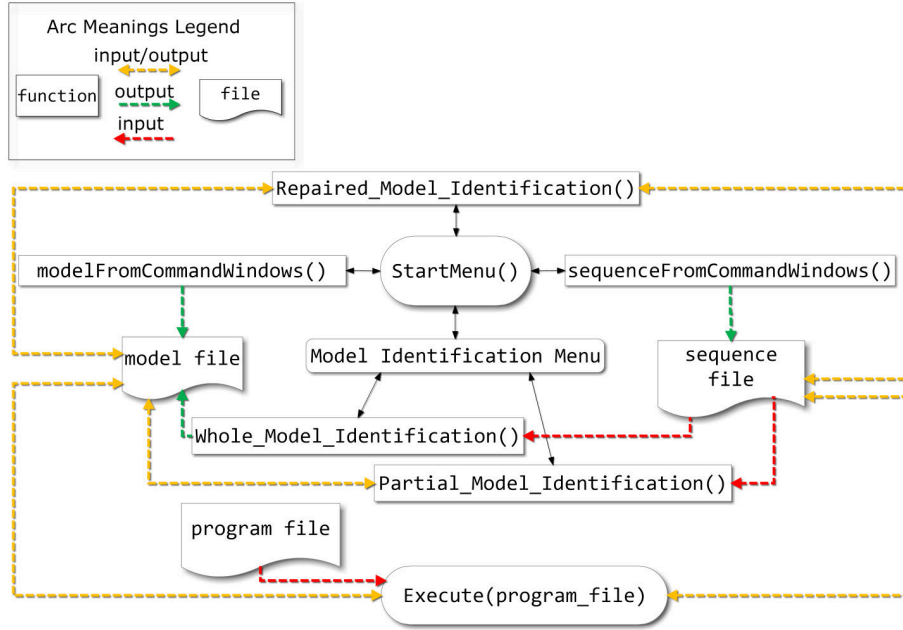 Arc Meanings Legend
input/output
function
output
file
input
Repaired_Model_Identification()
modelFromCommandWindows()
StartMenu()
sequenceFromCommandWindows()
model file
Model Identification Menu
sequence
file
Whole_Model_Identification()
Partial_Model_Identification()
program file
Execute(program_file)